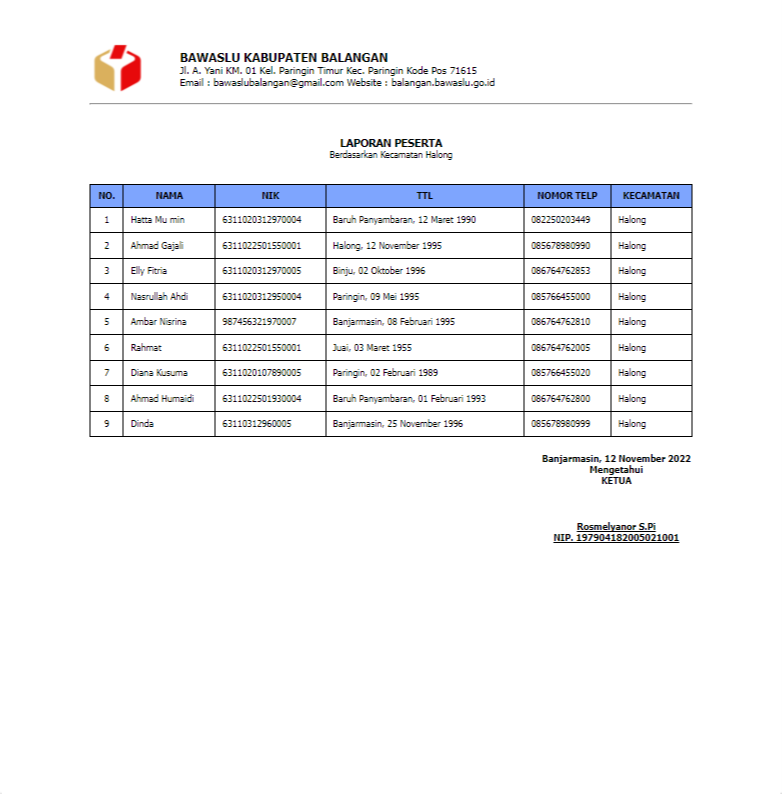 BAWASLU KABUPATEN BALANGAN
Jl. A. Yani KM. 01 Kel. Paringin Timur Kec. Paringin Kode Pos 71615
Email : bawaslubalangan@gmail.com Website : balangan.bawaslu.go.id
LAPORAN PESERTA
Berdasarkan Kecamatan Halong
NO. NAMA NIK TTL NOMOR TELP KECAMATAN
1 Hatta Mu min 6311020312970004 Baruh Panyambaran, 12 Maret 1990 082250203449 Halong
2 Ahmad Gajali 6311022501550001 Halong, 12 November 1995 085678980990 Halong
3 Elly Fitria 6311020312970005 Binju, 02 Oktober 1996 086764762853 Halong
4 Nasrullah Ahdi 6311020312950004 Paringin, 09 Mei 1995 085766455000 Halong
5 Ambar Nisrina 987456321970007 Banjarmasin, 08 Februari 1995 086764762810 Halong
6 Rahmat 6311022501550001 Juai, 03 Maret 1955 086764762005 Halong
7 Diana Kusuma 6311020107890005 Paringin, 02 Februari 1989 085766455020 Halong
8 Ahmad Humaidi 6311022501930004 Baruh Panyambaran, 01 Februari 1993 086764762800 Halong
9 Dinda 63110312960005 Banjarmasin, 25 November 1996 085678980999 Halong
Banjarmasin, 12 November 2022
Mengetahui
KETUA
Rosmelyanor S.Pi
NIP. 197904182005021001